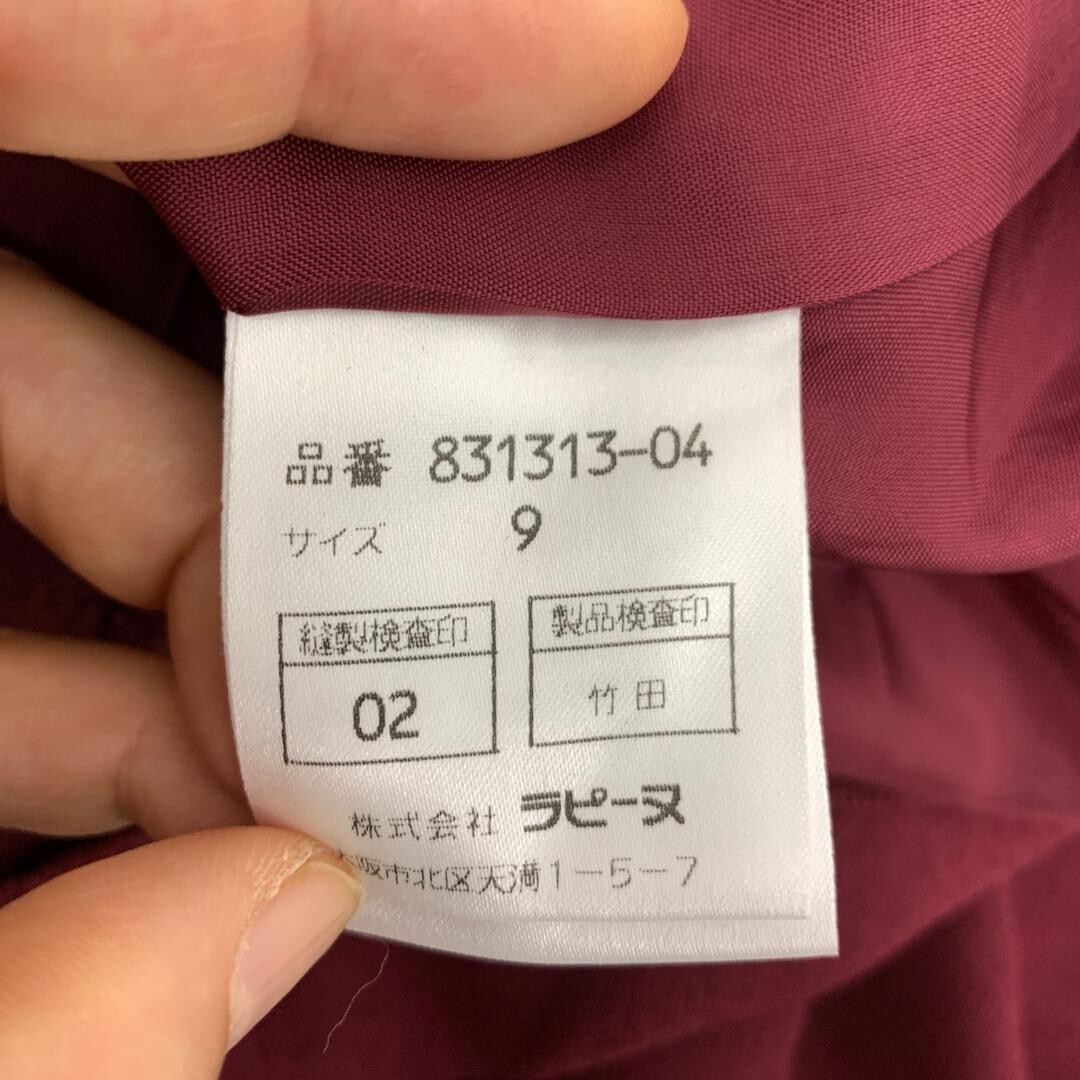 品番 831313-04
サイズ 9
縫製検査印
02
製品検査印
竹田
株式会社 ラピーヌ
大阪市北区天満1-5-7